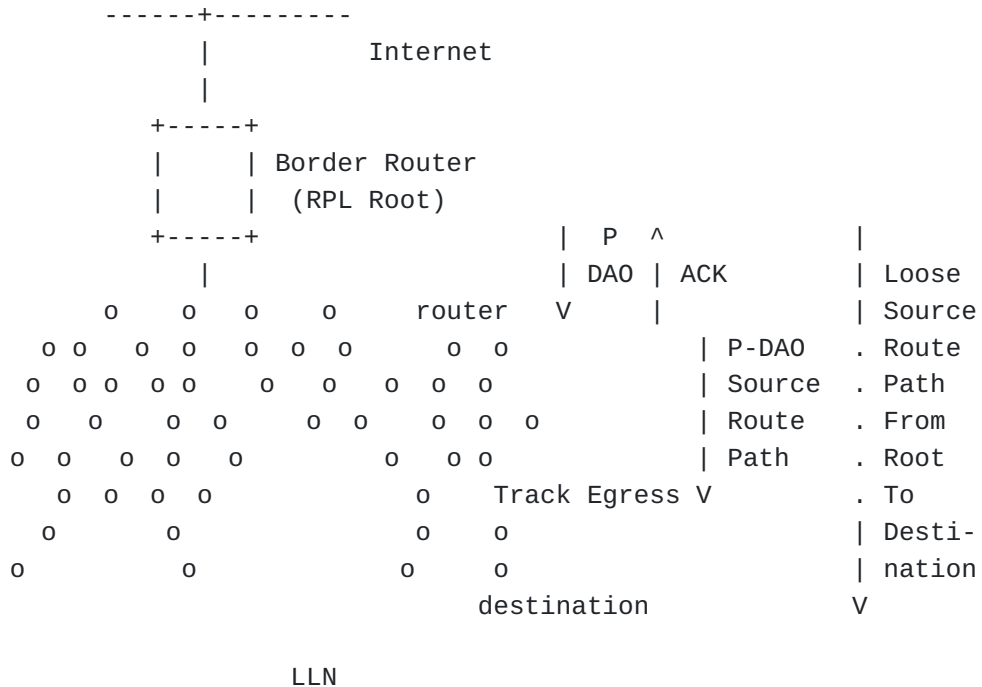 ------+---------
|          Internet
|
+-----+
|     | Border Router
|     |  (RPL Root)
+-----+                   |  P  ^            |
|                      | DAO | ACK        | Loose
o    o   o    o     router   V     |            | Source
o o   o  o   o  o  o      o  o            | P-DAO   . Route
o  o o  o o    o   o   o  o  o             | Source  . Path
o   o    o  o     o  o    o  o  o          | Route   . From
o  o   o  o   o         o   o o             | Path    . Root
o  o  o  o             o    Track Egress V         . To
o       o               o    o                      | Desti-
o          o             o     o                      | nation
destination             V
LLN